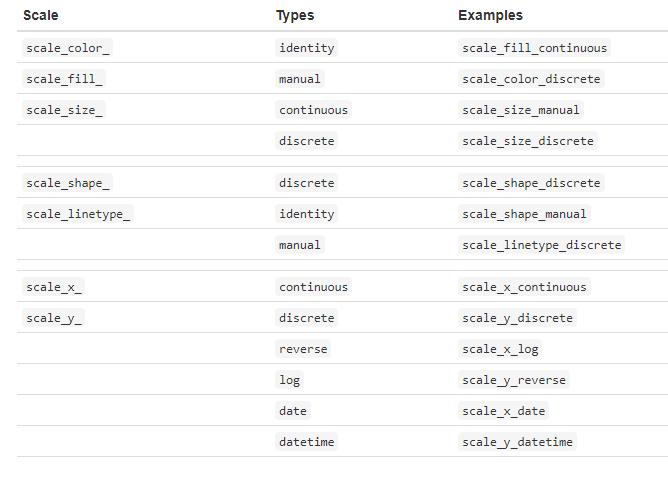 Scale Types Examples
scale_color_ identity scale_fill_continuous
scale_fill_ manual scale_color_discrete
scale_size_ continuous scale_size_manual
discrete scale_size_discrete
scale_shape_ discrete scale_shape_discrete
scale_linetype_ identity scale_shape_manual
manual scale_linetype_discrete
scale_x_ continuous scale_x_continuous
scale_y_ discrete scale_y_discrete
reverse scale_x_log
log scale_y_reverse
date scale_x_date
datetime scale_y_datetime